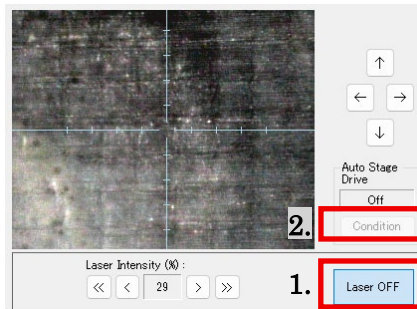 Auto Stage
Drive
Off
2.
Condition
Laser Intensity (%) :
<< < 29 > >>
1.
Laser OFF